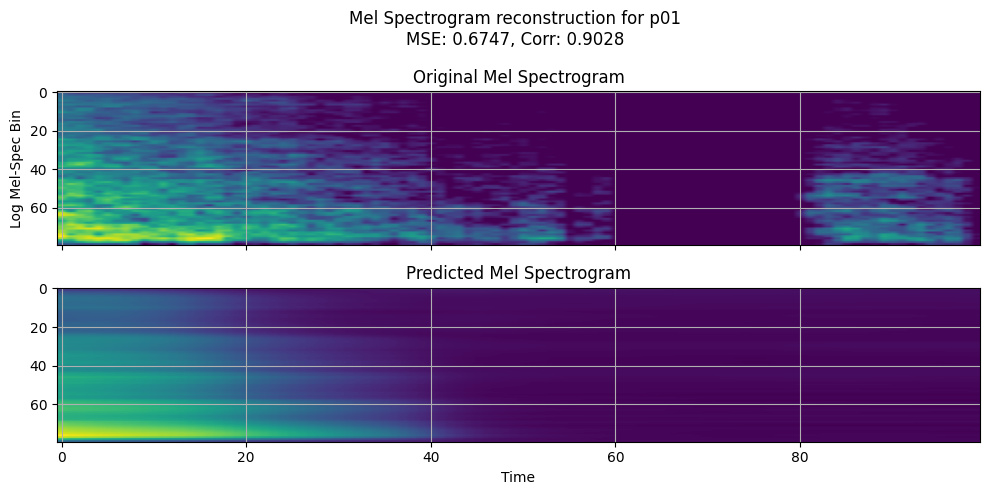 Mel Spectrogram reconstruction for p01
MSE: 0.6747, Corr: 0.9028
Original Mel Spectrogram
Log Mel-Spec Bin
0
20
40
60
Predicted Mel Spectrogram
0
20
40
60
0 20 40 60 80
Time